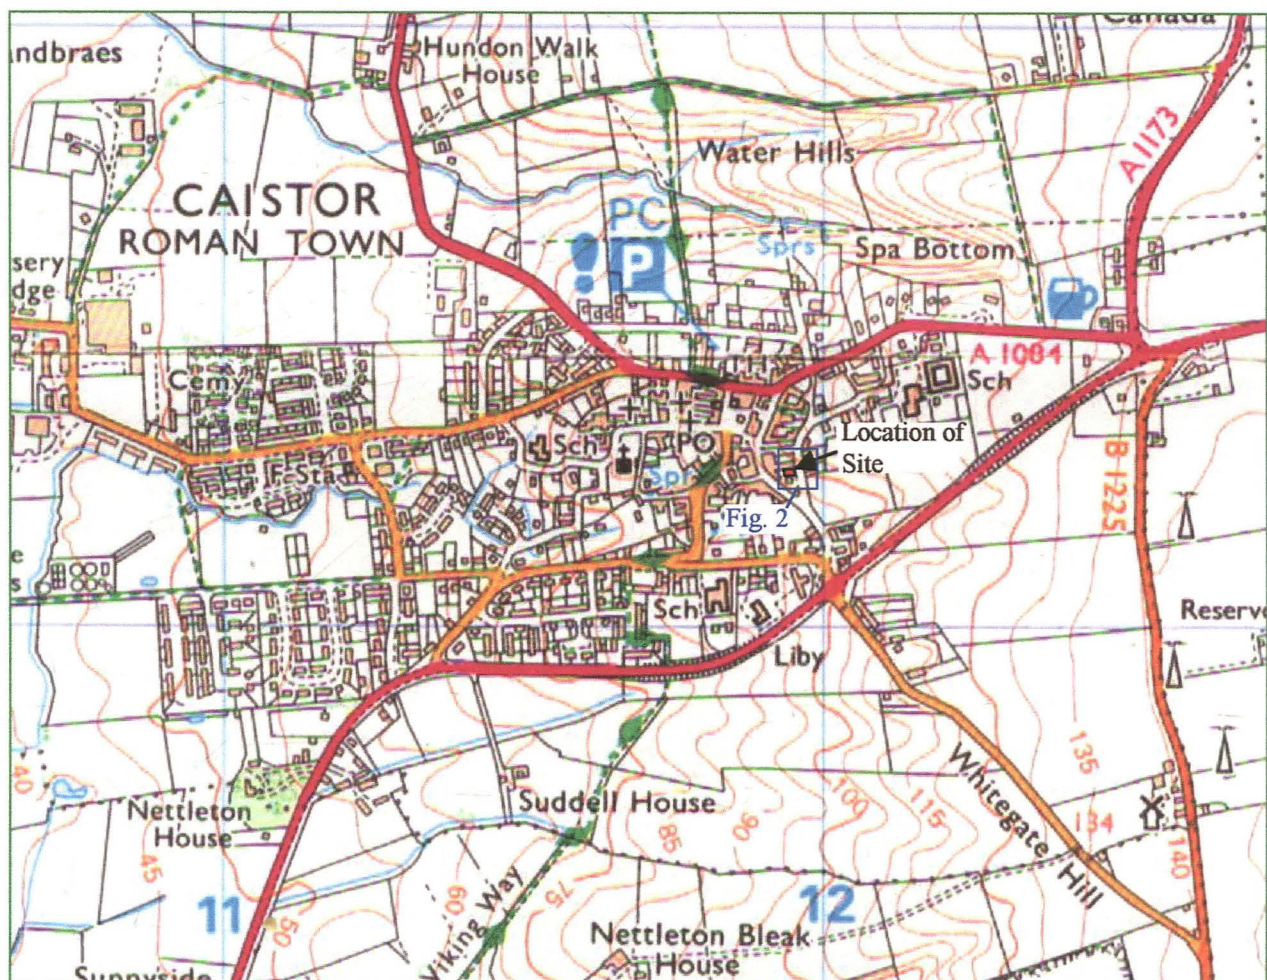 Canada
ndbraes
Hundon Walk
House
A 1173
Water Hills
CAISTOR
ROMAN TOWN
PC
P
Sprs
Spa Bottom
sery
dge
A 1084
Sch
Cemy
Location of
Site
Sch
PO
F Sta
Spr
Fig. 2
B 1225
e
s
Sch
Reserv
Liby
135
Whitegate Hill
134
140
40
Nettleton
House
Suddell House
100
115
90
85
45
60
75
Viking Way
11
12
50
Nettleton Bleak
House
Sunnyside